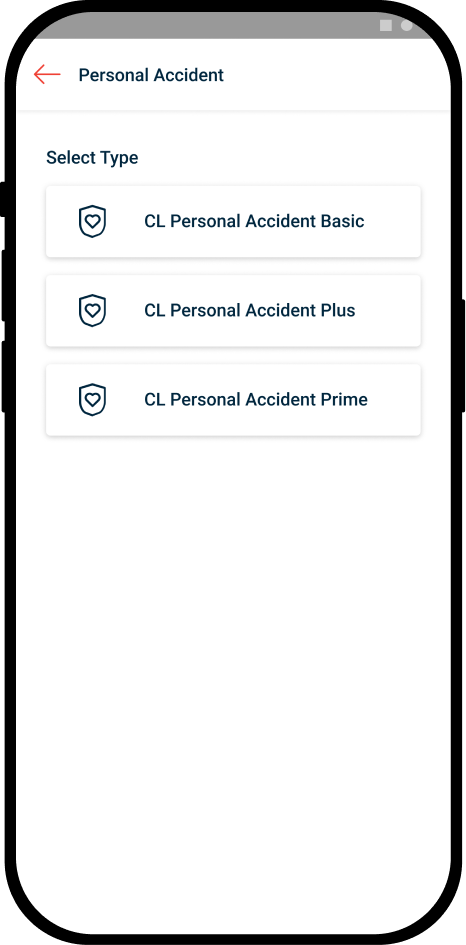 Personal Accident
Select Type
CL Personal Accident Basic
CL Personal Accident Plus
CL Personal Accident Prime